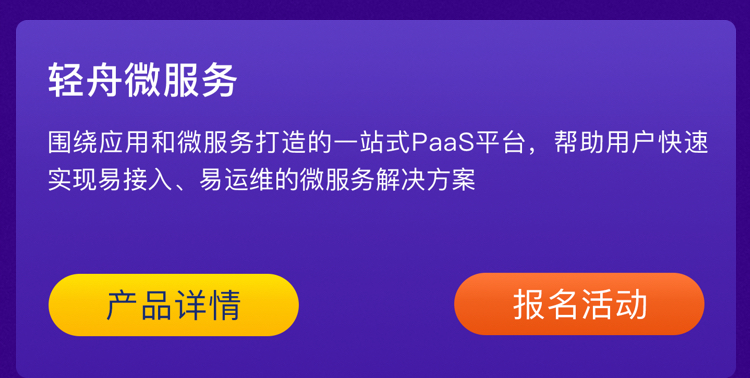 轻舟微服务
围绕应用和微服务打造的一站式PaaS平台，帮助用户快速
实现易接入、易运维的微服务解决方案
产品详情
报名活动